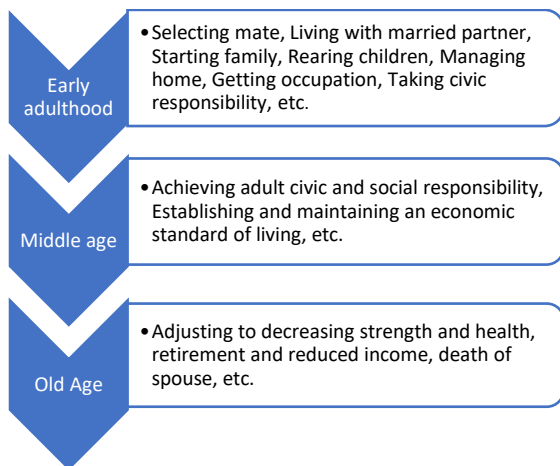 Early
adulthood
•Selecting mate, Living with married partner,
Starting family, Rearing children, Managing
home, Getting occupation, Taking civic
responsibility, etc.
Middle age
•Achieving adult civic and social responsibility,
Establishing and maintaining an economic
standard of living, etc.
Old Age
•Adjusting to decreasing strength and health,
retirement and reduced income, death of
spouse, etc.